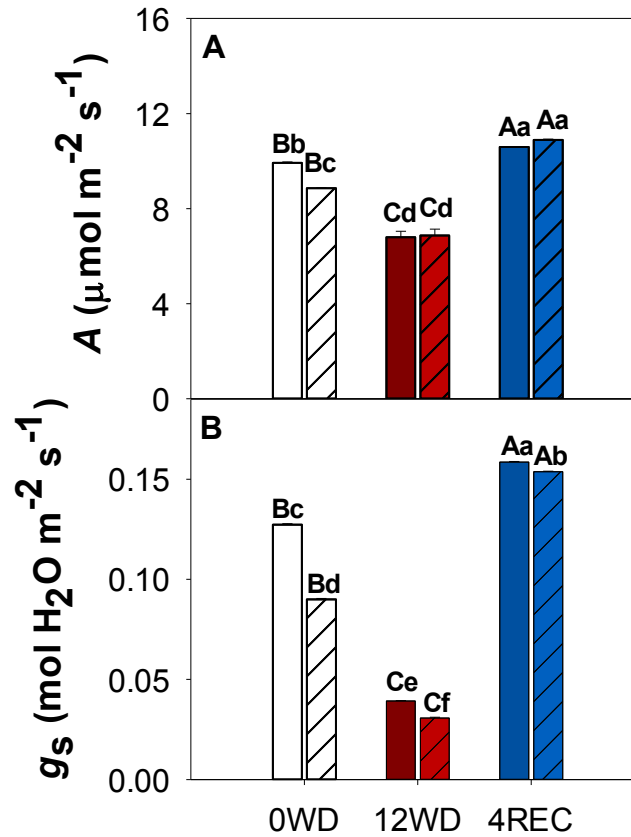 A
A (μmol m⁻² s⁻¹)
16
12
8
4
0
Bb
Bc
Cd
Cd
Aa
Aa
B
gs (mol H₂O m⁻² s⁻¹)
0.15
0.10
0.05
0.00
Bc
Bd
Ce
Cf
Aa
Ab
0WD 12WD 4REC